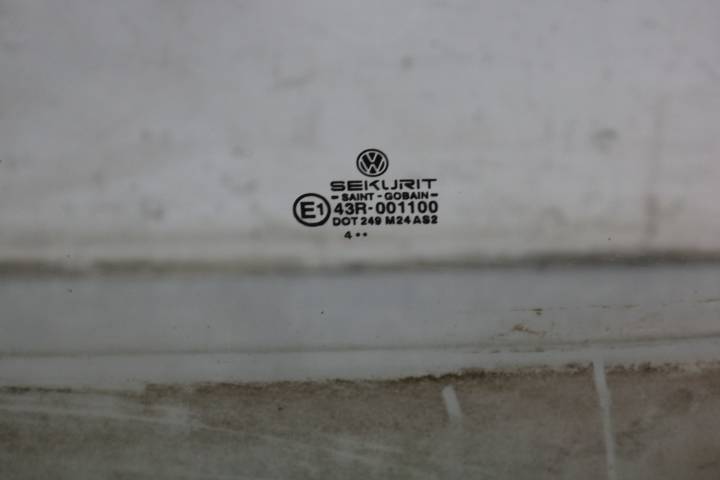 SEKURIT
- SAINT - GOBAIN -
E1 43R-001100
DOT 249 M24 AS2
4 ••